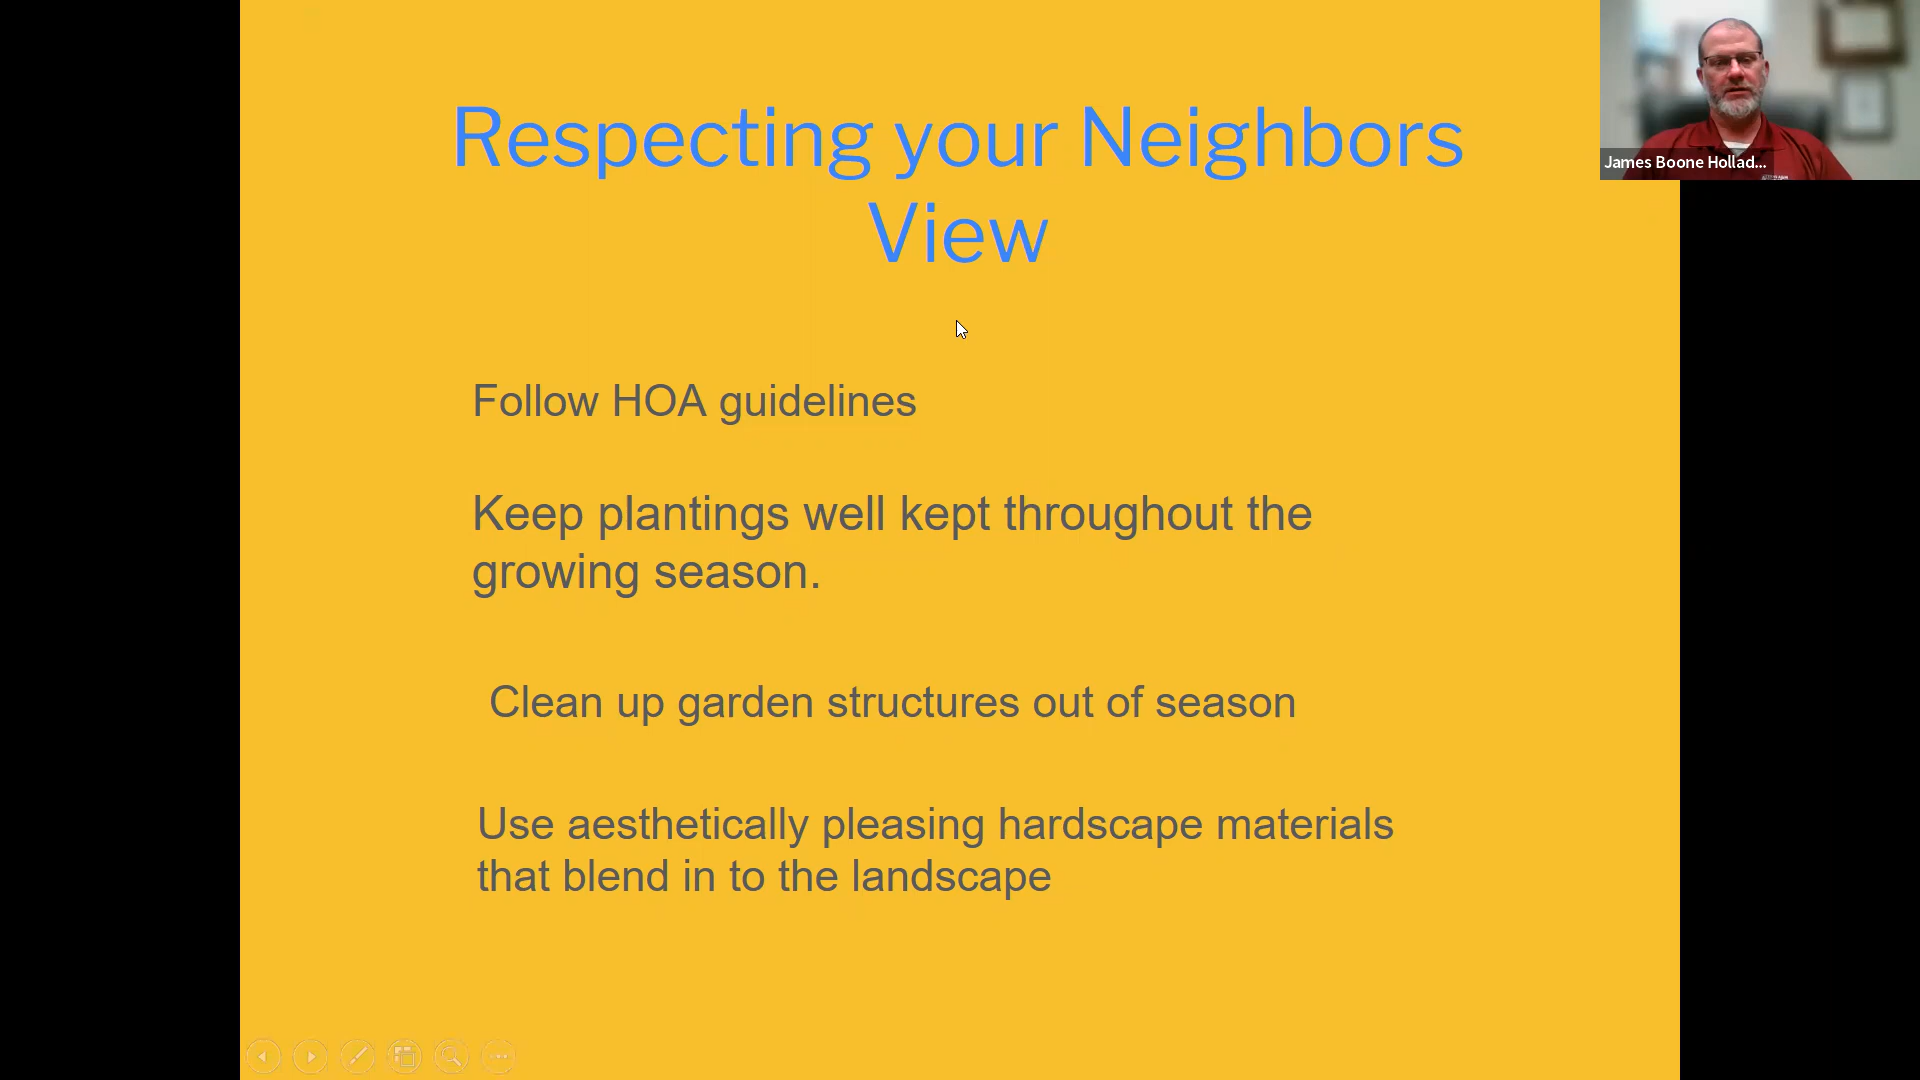 Respecting your Neighbors
View
James Boone Hollad...
Follow HOA guidelines
Keep plantings well kept throughout the
growing season.
Clean up garden structures out of season
Use aesthetically pleasing hardscape materials
that blend in to the landscape